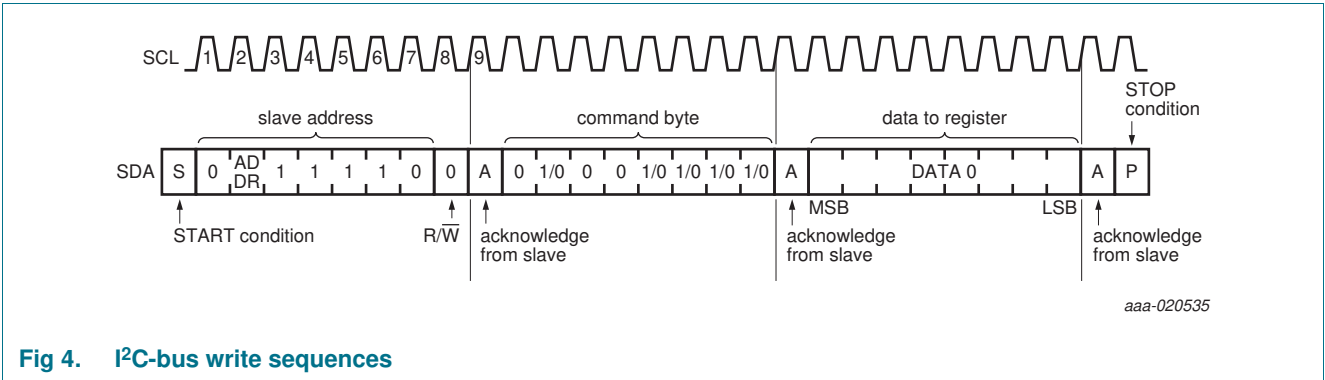 SCL 1 2 3 4 5 6 7 8 9
STOP
condition
slave address command byte data to register
SDA S 0 AD DR 1 1 1 1 0 0 A 0 1/0 0 0 1/0 1/0 1/0 1/0 A DATA 0 A P
MSB LSB
START condition R/W̅ acknowledge from slave acknowledge from slave acknowledge from slave
aaa-020535
Fig 4. I²C-bus write sequences